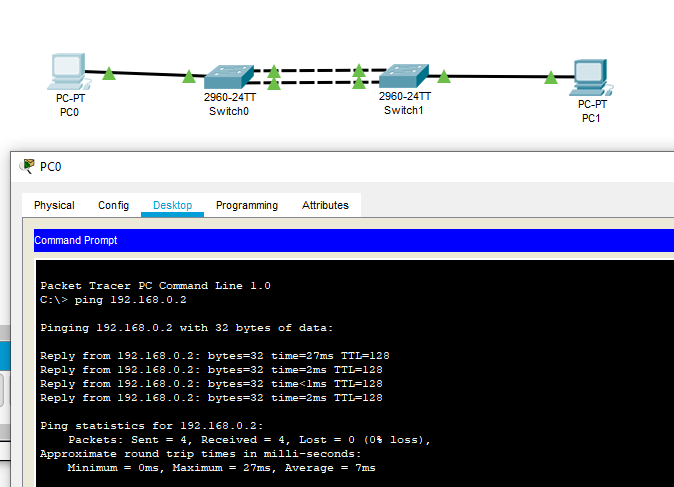 PC-PT
PC0
2960-24TT
Switch0
2960-24TT
Switch1
PC-PT
PC1
PC0
Physical Config Desktop Programming Attributes
Command Prompt
Packet Tracer PC Command Line 1.0
C:\> ping 192.168.0.2
Pinging 192.168.0.2 with 32 bytes of data:
Reply from 192.168.0.2: bytes=32 time=27ms TTL=128
Reply from 192.168.0.2: bytes=32 time=2ms TTL=128
Reply from 192.168.0.2: bytes=32 time<1ms TTL=128
Reply from 192.168.0.2: bytes=32 time=2ms TTL=128
Ping statistics for 192.168.0.2:
Packets: Sent = 4, Received = 4, Lost = 0 (0% loss),
Approximate round trip times in milli-seconds:
Minimum = 0ms, Maximum = 27ms, Average = 7ms